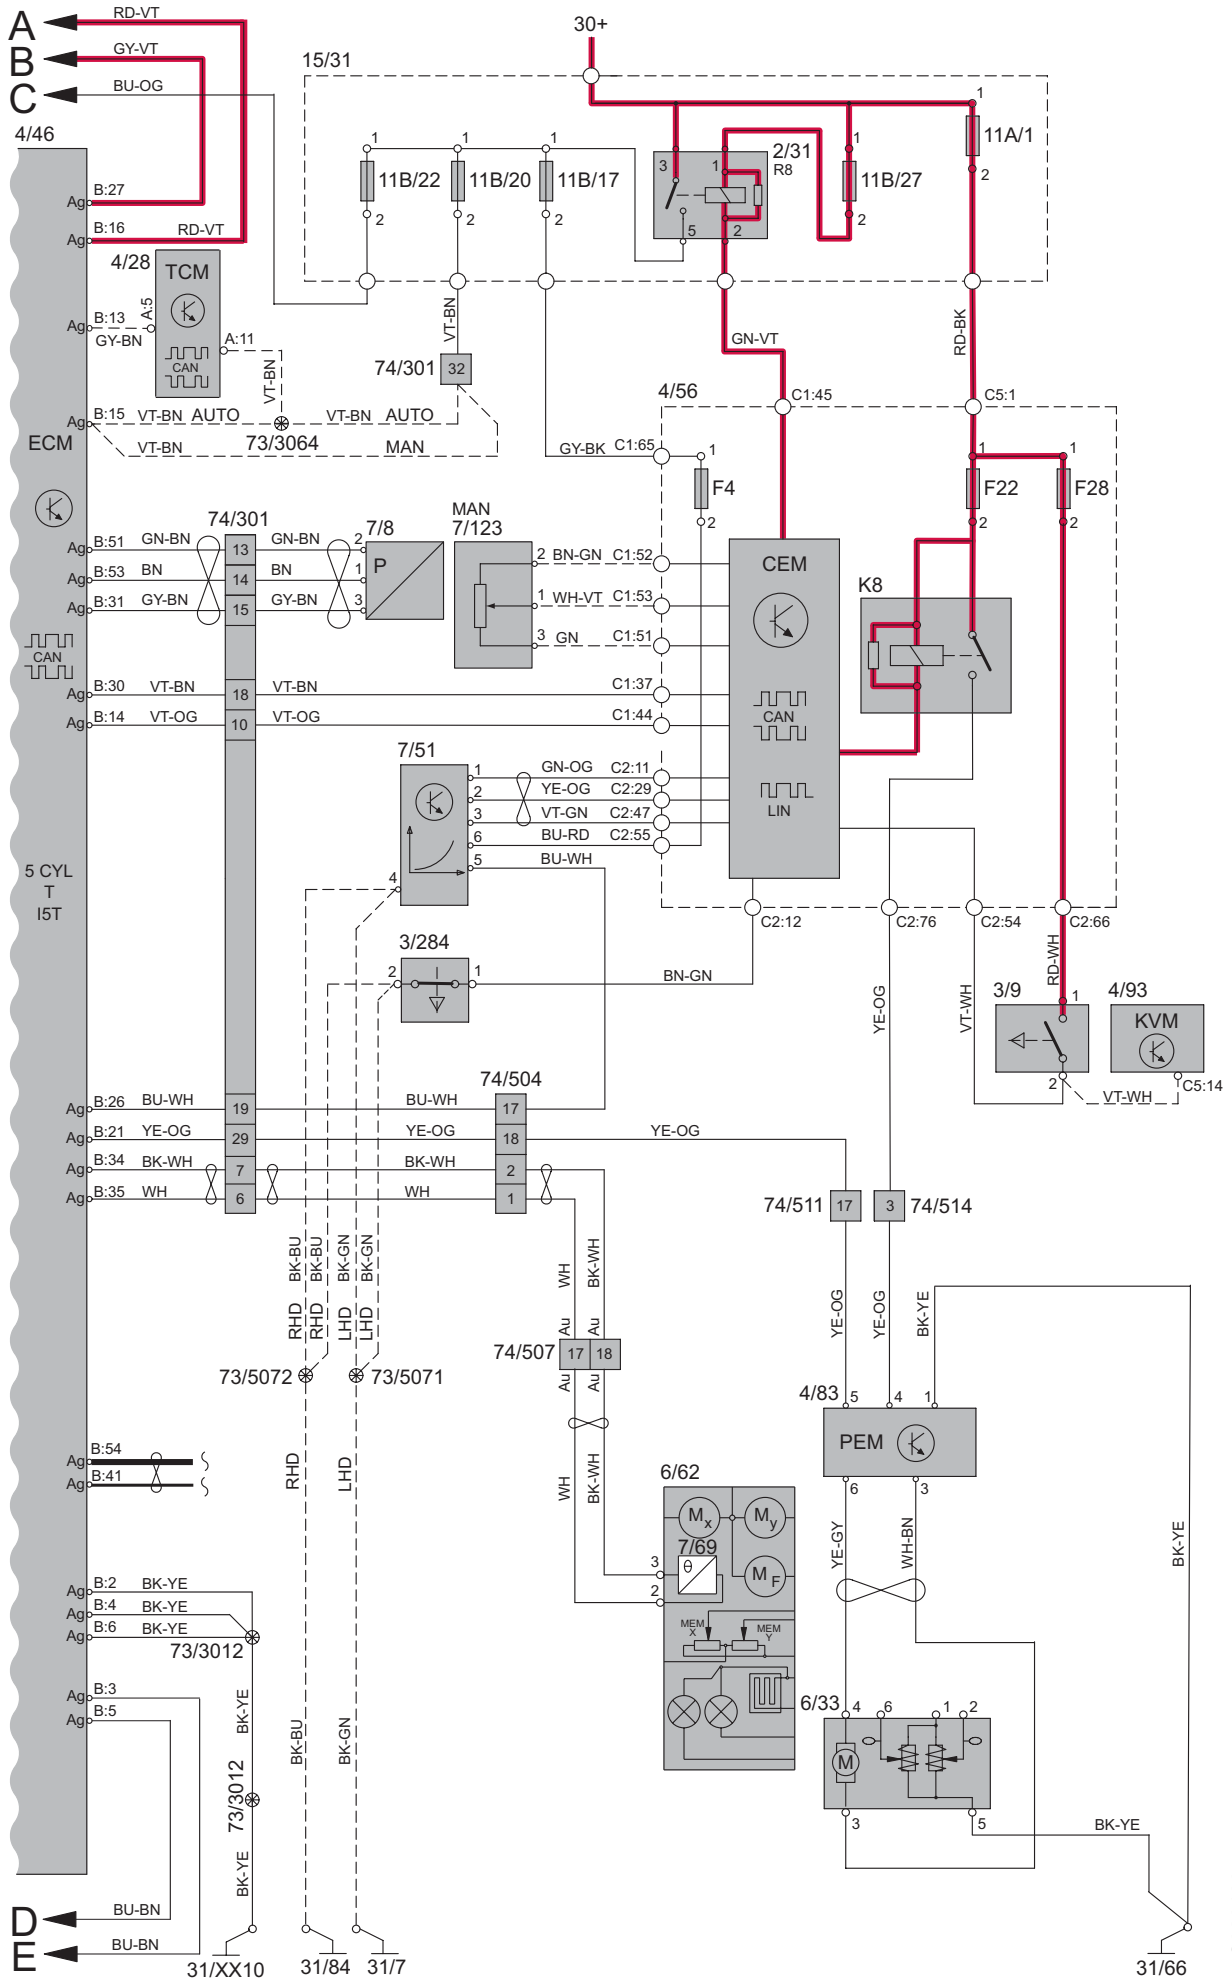 A RD-VT
B GY-VT
C BU-OG
30+
15/31
4/46
1 1 1
11B/22 11B/20 11B/17
2 2 2
3 1 2/31
R8
5 2
1
11B/27
2
1
11A/1
2
Ag B:27
Ag B:16 RD-VT
4/28
TCM
A:5
CAN
A:11
Ag B:13
GY-BN
VT-BN
VT-BN
74/301 32
GN-VT
RD-BK
Ag B:15 VT-BN AUTO VT-BN AUTO
73/3064
VT-BN MAN
ECM
4/56 C1:45 C5:1
GY-BK C1:65 1
F4
2
1
F22
2
1
F28
2
74/301
Ag B:51 GN-BN 13 GN-BN 2
Ag B:53 BN 14 BN 1
Ag B:31 GY-BN 15 GY-BN 3
7/8
P
MAN
7/123
2 BN-GN C1:52
1 WH-VT C1:53
3 GN C1:51
CEM
CAN
LIN
K8
CAN
Ag B:30 VT-BN 18 VT-BN C1:37
Ag B:14 VT-OG 10 VT-OG C1:44
7/51
1 GN-OG C2:11
2 YE-OG C2:29
3 VT-GN C2:47
6 BU-RD C2:55
5 BU-WH
4
5 CYL
T
I5T
C2:12 C2:76 C2:54 C2:66
3/284
2 1 BN-GN
YE-OG
VT-WH
RD-WH
3/9 1
2
4/93
KVM
C5:14
VT-WH
74/504
Ag B:26 BU-WH 19 BU-WH 17
Ag B:21 YE-OG 29 YE-OG 18 YE-OG
Ag B:34 BK-WH 7 BK-WH 2
Ag B:35 WH 6 WH 1
74/511 17 3 74/514
BK-BU BK-BU BK-GN BK-GN
RHD RHD LHD LHD
WH BK-WH
Au Au
74/507 17 18
Au Au
73/5072 73/5071
YE-OG YE-OG BK-YE
4/83 5 4 1
PEM
6 3
Ag B:54
Ag B:41
RHD LHD
WH BK-WH
6/62
Mx My
7/69
θ
MF
3
2
MEM
X
MEM
Y
YE-GY WH-BN
BK-YE
Ag B:2 BK-YE
Ag B:4 BK-YE
Ag B:6 BK-YE
73/3012
Ag B:3
Ag B:5
BK-YE
BK-BU BK-GN
73/3012
BK-YE
6/33 4 6 1 2
M
3 5
BK-YE
D BU-BN
E BU-BN
31/XX10 31/84 31/7 31/66